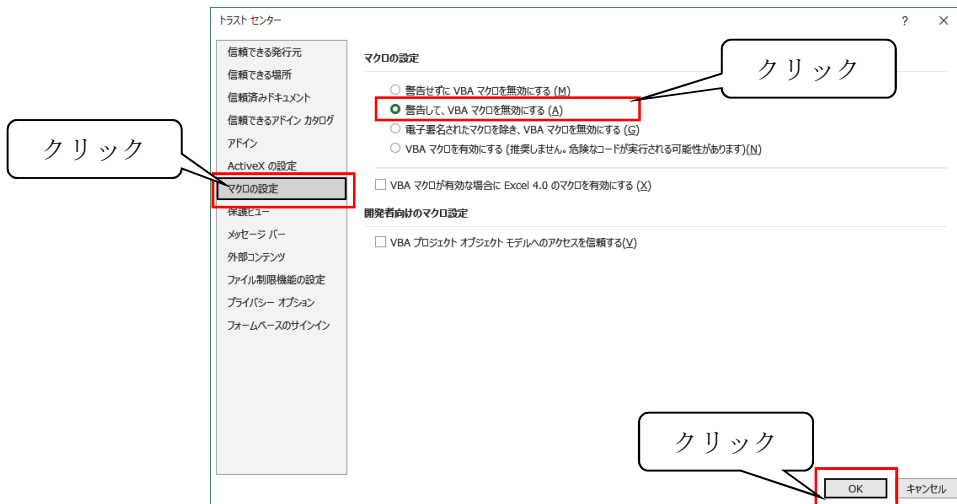 トラスト センター
? ×
信頼できる発行元
信頼できる場所
信頼済みドキュメント
信頼できるアドイン カタログ
アドイン
ActiveX の設定
マクロの設定
保護ビュー
メッセージ バー
外部コンテンツ
ファイル制限機能の設定
プライバシー オプション
フォームベースのサインイン
マクロの設定
警告せずに VBA マクロを無効にする (M)
警告して、VBA マクロを無効にする (A)
電子署名されたマクロを除き、VBA マクロを無効にする (G)
VBA マクロを有効にする (推奨しません。危険なコードが実行される可能性があります)(N)
VBA マクロが有効な場合に Excel 4.0 のマクロを有効にする (X)
開発者向けのマクロ設定
VBA プロジェクト オブジェクト モデルへのアクセスを信頼する(V)
クリック
クリック
クリック
OK
キャンセル